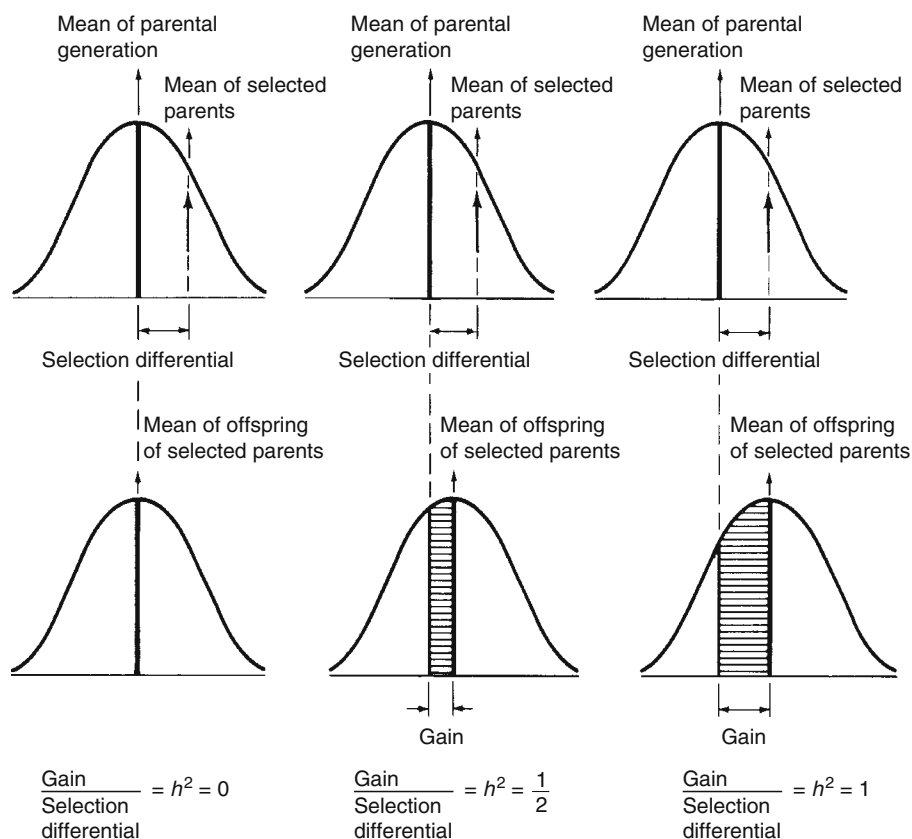 Mean of parental
generation
Mean of selected
parents
Mean of parental
generation
Mean of selected
parents
Mean of parental
generation
Mean of selected
parents
Selection differential
Selection differential
Selection differential
Mean of offspring
of selected parents
Mean of offspring
of selected parents
Mean of offspring
of selected parents
Gain
Gain
Gain
Selection
differential
= h² = 0
Gain
Selection
differential
= h² = 1/2
Gain
Selection
differential
= h² = 1